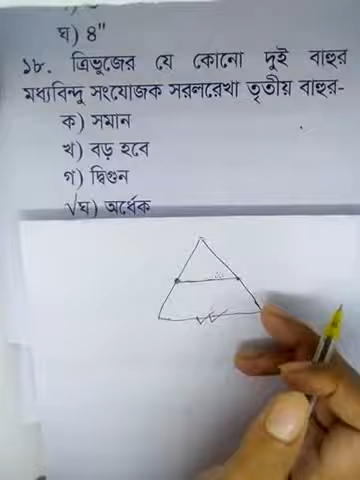 ঘ) ৪"
১৮. ত্রিভুজের যে কোনো দুই বাহুর
মধ্যবিন্দু সংযোজক সরলরেখা তৃতীয় বাহুর-
ক) সমান
খ) বড় হবে
গ) দ্বিগুন
√ঘ) অর্ধেক